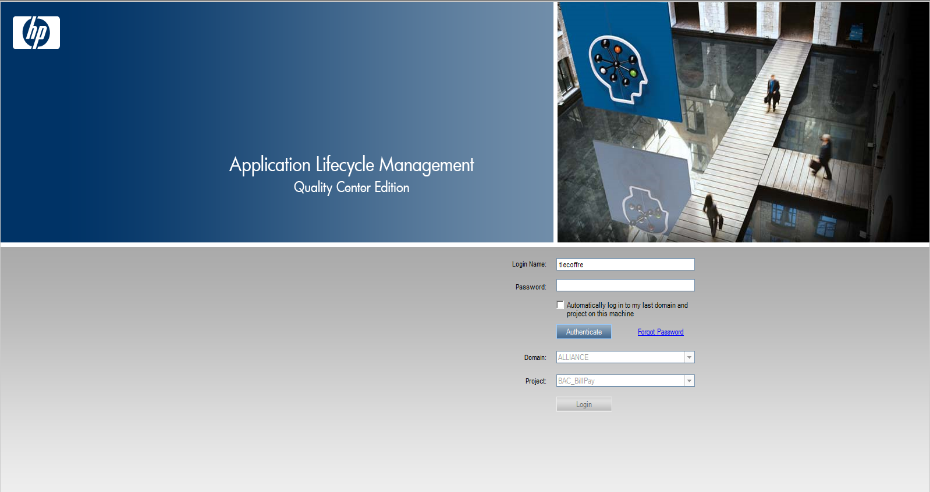 hp
Application Lifecycle Management
Quality Center Edition
Login Name: tiecoffre
Password:
Automatically log in to my last domain and
project on this machine
Authenticate Forgot Password
Domain: ALLIANCE
Project: BAC_BillPay
Login